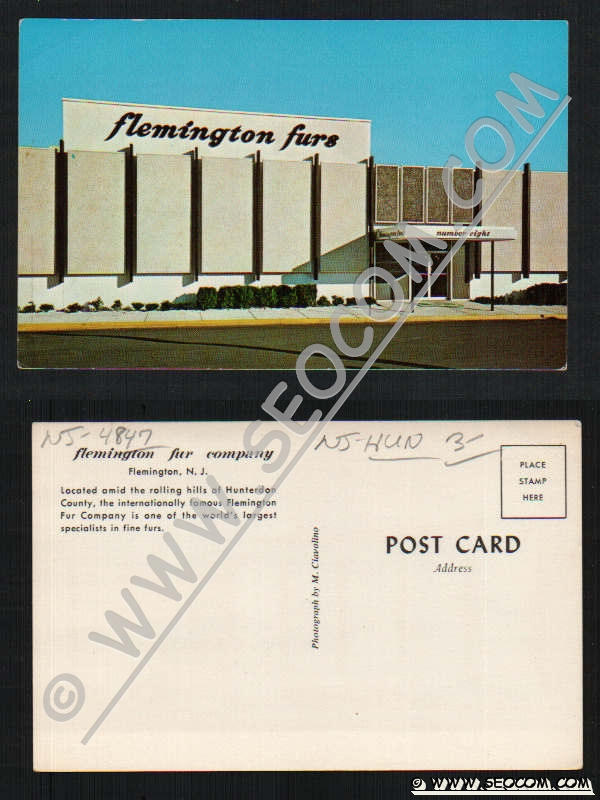 flemington furs
number eight
© WWW.SEOCOM.COM
NJ-4847
NJ-HUN 3-
flemington fur company
Flemington, N. J.
Located amid the rolling hills of Hunterdon
County, the internationally famous Flemington
Fur Company is one of the world's largest
specialists in fine furs.
PLACE
STAMP
HERE
Photograph by M. Ciavolino
POST CARD
Address
© WWW.SEOCOM.COM